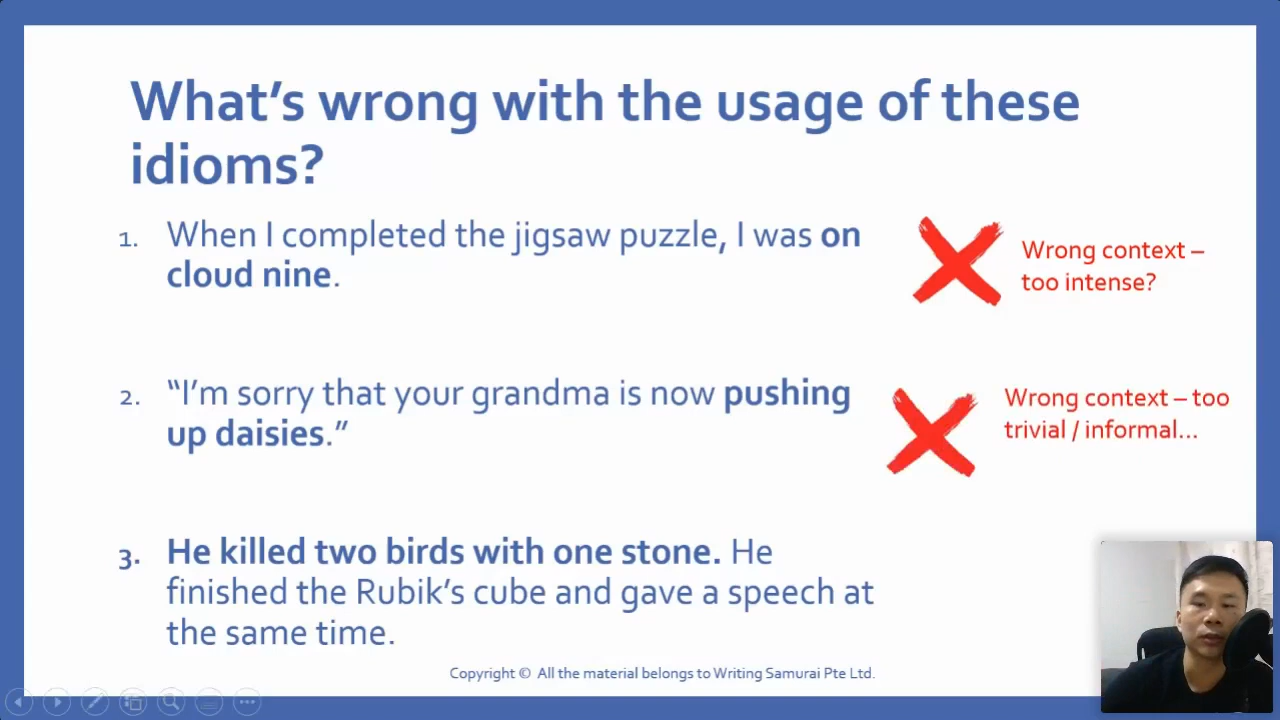 What's wrong with the usage of these
idioms?
1. When I completed the jigsaw puzzle, I was on
cloud nine.
Wrong context –
too intense?
2. “I'm sorry that your grandma is now pushing
up daisies.”
Wrong context – too
trivial / informal...
3. He killed two birds with one stone. He
finished the Rubik's cube and gave a speech at
the same time.
Copyright © All the material belongs to Writing Samurai Pte Ltd.